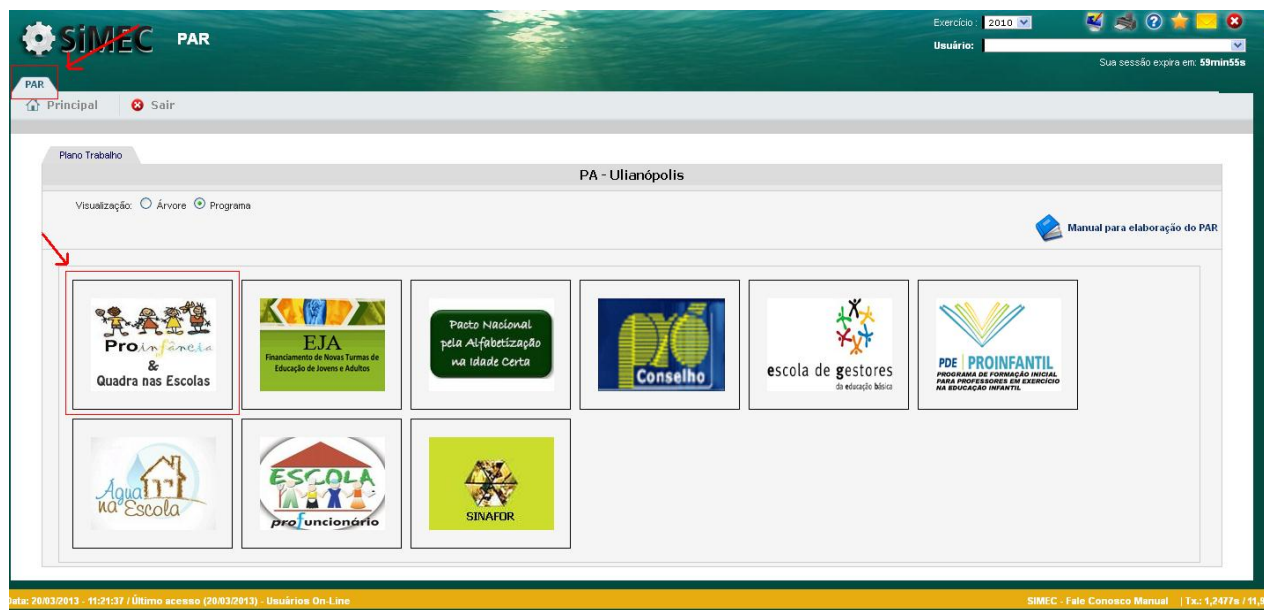 SiMEC PAR
Exercício : 2010
Usuário:
Sua sessão expira em: 59min55s
PAR
Principal Sair
Plano Trabalho
PA - Ulianópolis
Visualização: Árvore Programa
Manual para elaboração do PAR
Proinfância
&
Quadra nas Escolas
EJA
Financiamento de Novas Turmas de
Educação de Jovens e Adultos
Pacto Nacional
pela Alfabetização
na Idade Certa
pró
Conselho
escola de gestores
da educação básica
PDE PROINFANTIL
PROGRAMA DE FORMAÇÃO INICIAL
PARA PROFESSORES EM EXERCÍCIO
NA EDUCAÇÃO INFANTIL
Água
na Escola
ESCOLA
profuncionário
SINAFOR
Data: 20/03/2013 - 11:21:37 / Último acesso (20/03/2013) - Usuários On-Line
SIMEC - Fale Conosco Manual | Tx.: 1,2477s / 11,9